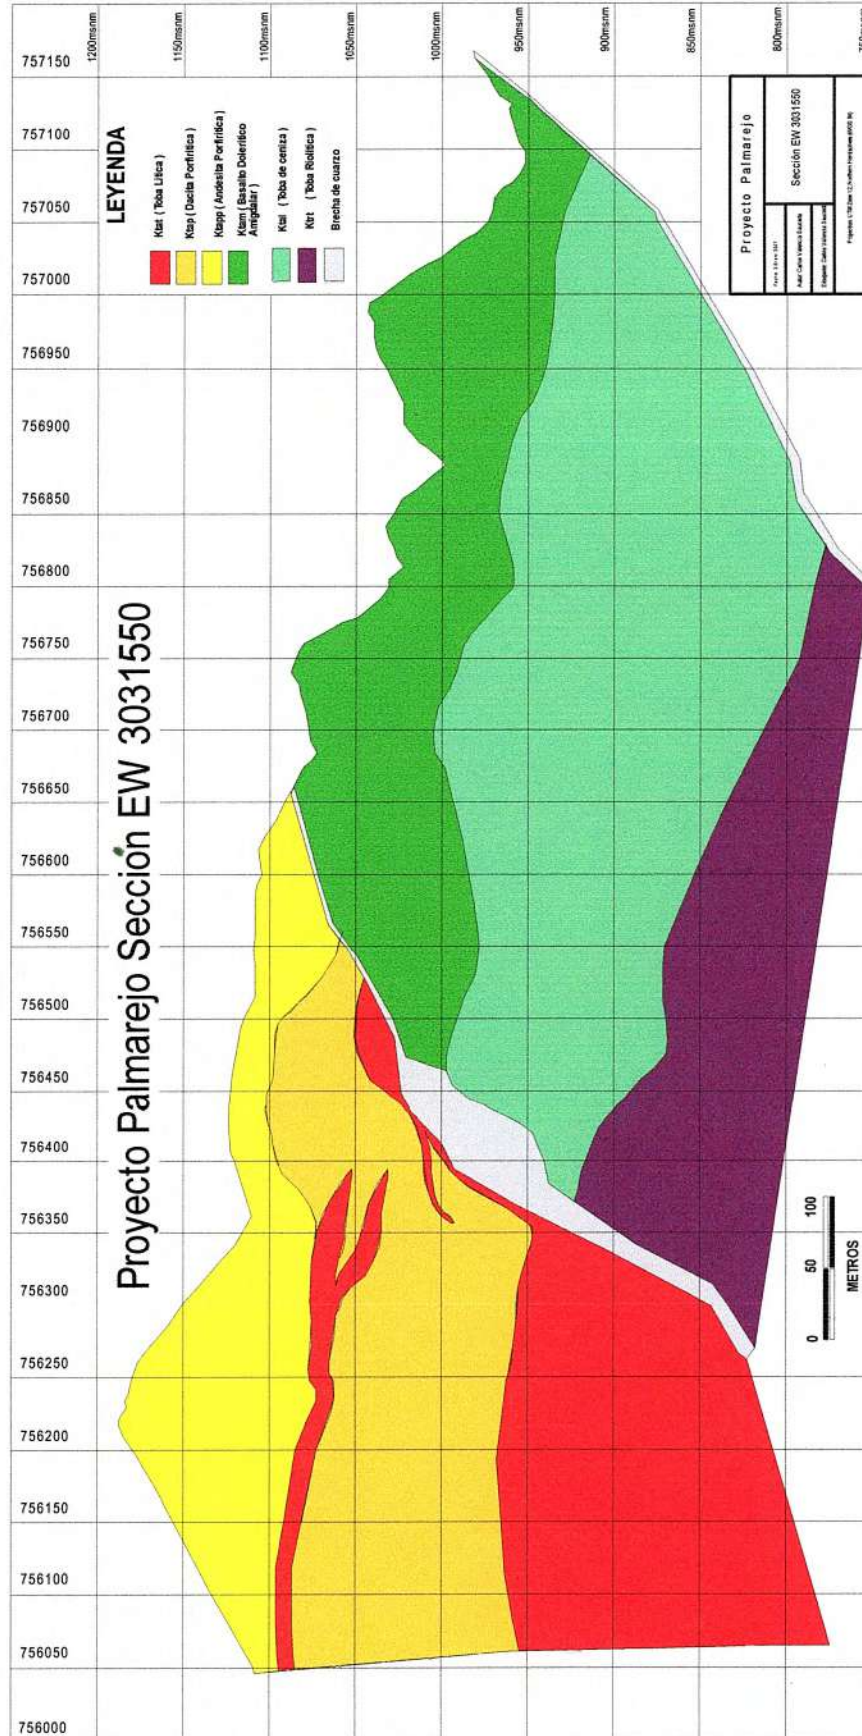 Proyecto Palmarejo Sección EW 3031550
756000
756050
756100
756150
756200
756250
756300
756350
756400
756450
756500
756550
756600
756650
756700
756750
756800
756850
756900
756950
757000
757050
757100
757150
1200msnm
1150msnm
1100msnm
1050msnm
1000msnm
950msnm
900msnm
850msnm
800msnm
LEYENDA
Ktat ( Toba Lítica )
Ktap ( Dacita Porfirítica )
Ktapp ( Andesita Porfirítica )
Ktam ( Basalto Dolerítico
Amigdalar )
Ktal ( Toba de ceniza )
Ktrt ( Toba Riolítica )
Brecha de cuarzo
0 50 100
METROS
Proyecto Palmarejo
Sección EW 3031550